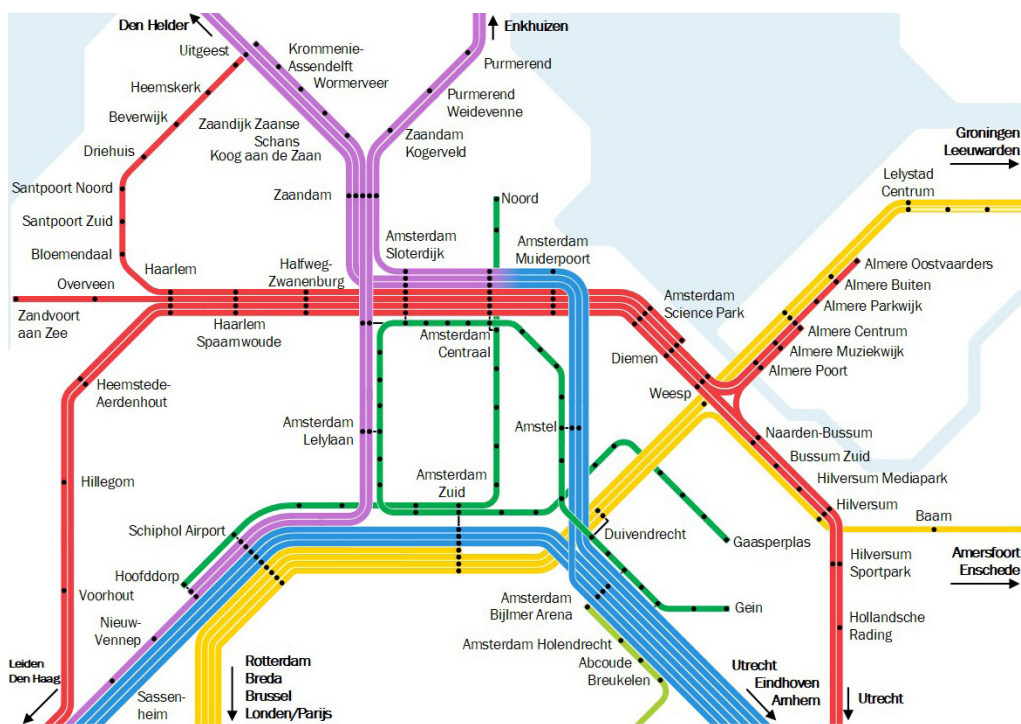 Den Helder
Enkhuizen
Uitgeest
Krommenie-
Assendelft
Wormerveer
Purmerend
Heemskerk
Purmerend
Weidevenne
Beverwijk
Zaandijk Zaanse
Schans
Koog aan de Zaan
Zaandam
Kogerveld
Driehuis
Groningen
Leeuwarden
Lelystad
Centrum
Santpoort Noord
Zaandam
Noord
Santpoort Zuid
Bloemendaal
Amsterdam
Sloterdijk
Amsterdam
Muiderpoort
Overveen
Haarlem
Halfweg-
Zwanenburg
Almere Oostvaarders
Almere Buiten
Almere Parkwijk
Zandvoort
aan Zee
Haarlem
Spaarnwoude
Amsterdam
Centraal
Amsterdam
Science Park
Almere Centrum
Almere Muziekwijk
Almere Poort
Diemen
Weesp
Heemstede-
Aerdenhout
Amsterdam
Lelylaan
Amstel
Naarden-Bussum
Bussum Zuid
Hilversum Mediapark
Hillegom
Amsterdam
Zuid
Hilversum
Baarn
Schiphol Airport
Duivendrecht
Gaasperplas
Amersfoort
Enschede
Hoofddorp
Hilversum
Sportpark
Voorhout
Amsterdam
Bijlmer Arena
Gein
Nieuw-
Vennep
Hollandsche
Rading
Amsterdam Holendrecht
Abcoude
Breukelen
Leiden
Den Haag
Sassen-
heim
Rotterdam
Breda
Brussel
Londen/Parijs
Utrecht
Eindhoven
Arnhem
Utrecht